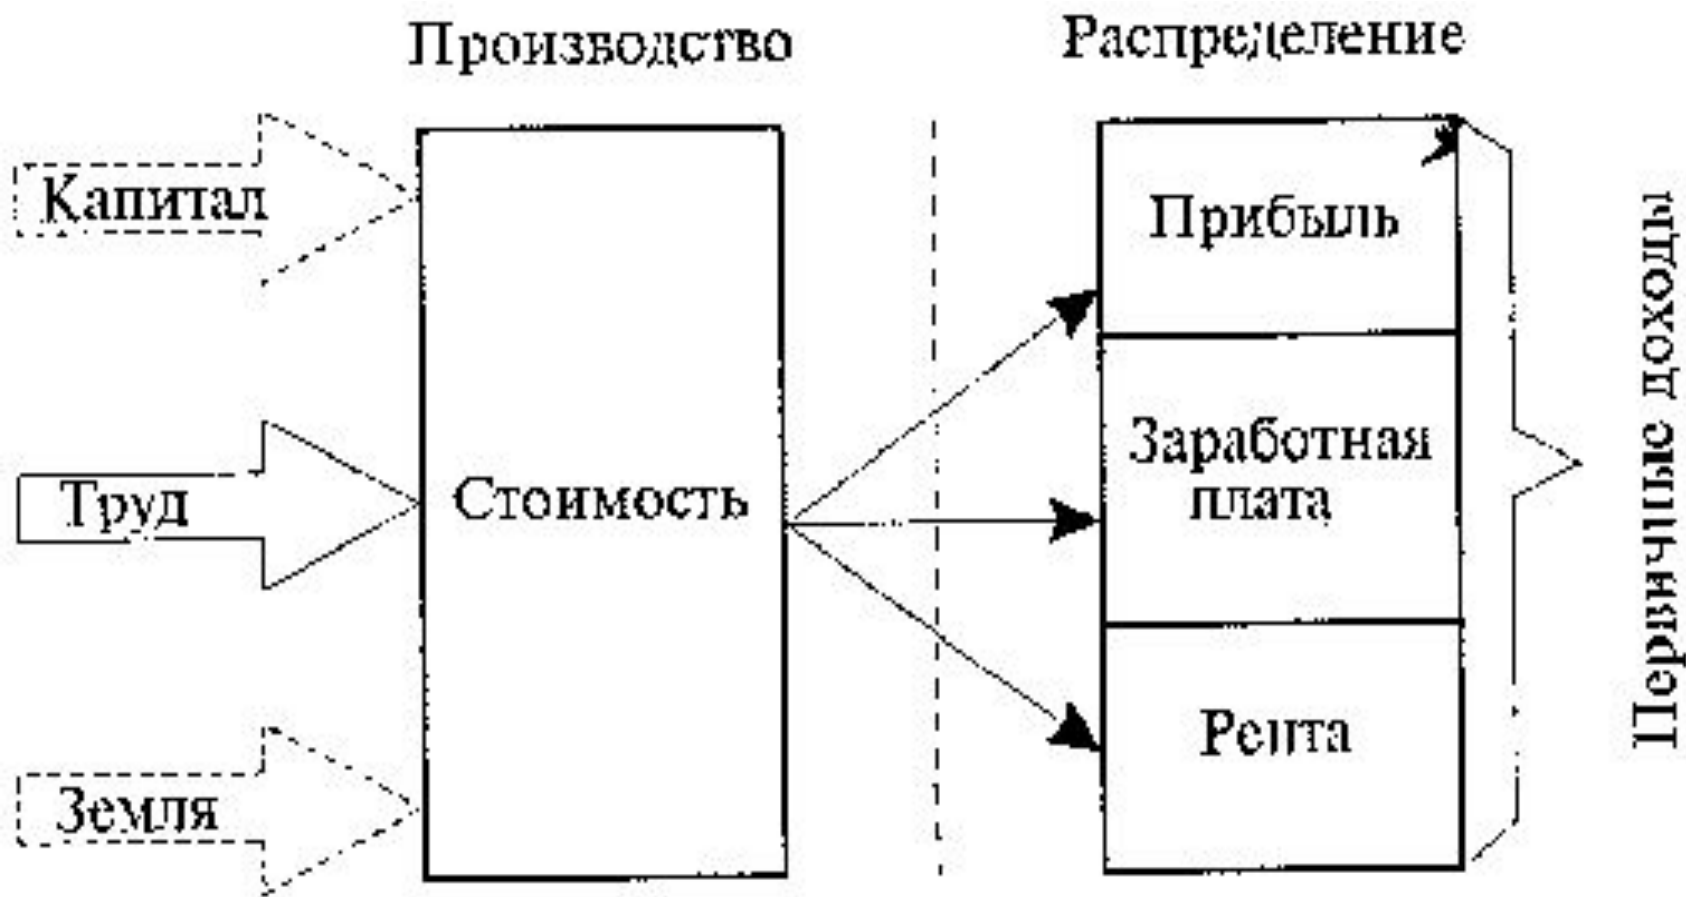 Производство
Распределение
Капитал
Труд
Земля
Стоимость
Прибыль
Заработная
плата
Рента
Первичные доходы